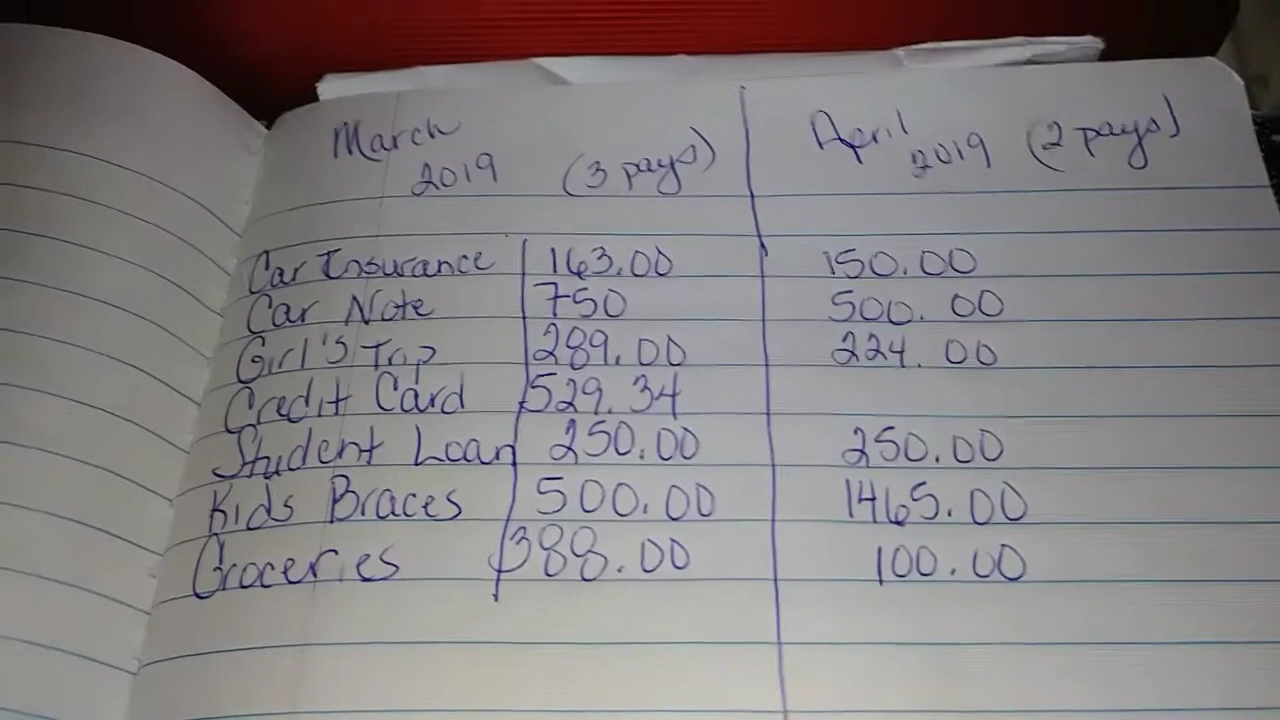 March
2019 (3 pays)
April
2019 (2 pays)
Car Insurance 163.00 150.00
Car Note 750 500.00
Girl's Trip 289.00 224.00
Credit Card 529.34
Student Loan 250.00 250.00
Kids Braces 500.00 1465.00
Groceries 388.00 100.00